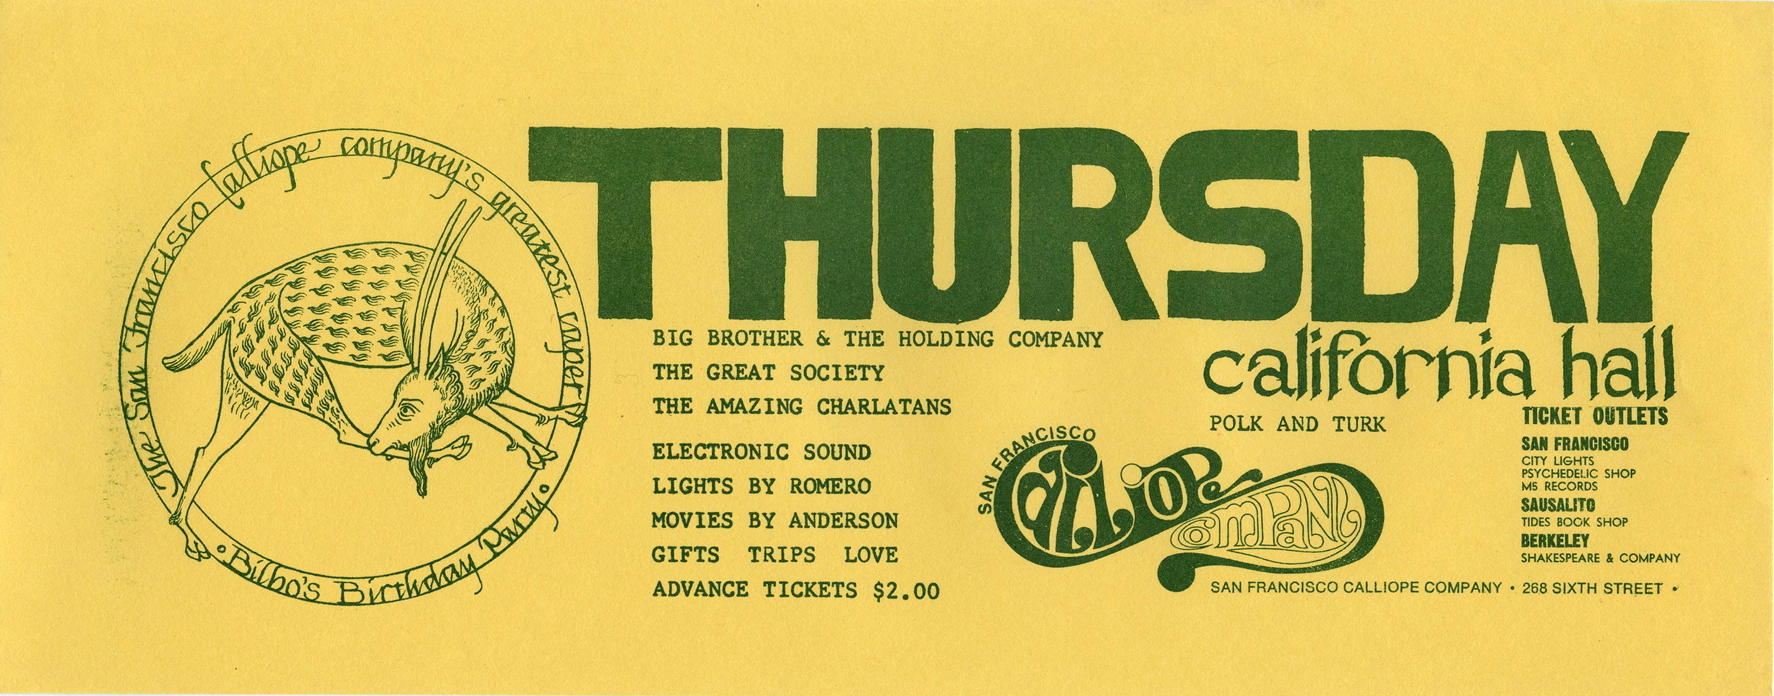 The San Francisco Calliope company's greatest caper
• Bilbo's Birthday Party •
THURSDAY
BIG BROTHER & THE HOLDING COMPANY
THE GREAT SOCIETY
THE AMAZING CHARLATANS
ELECTRONIC SOUND
LIGHTS BY ROMERO
MOVIES BY ANDERSON
GIFTS TRIPS LOVE
ADVANCE TICKETS $2.00
california hall
POLK AND TURK
SAN FRANCISCO
CALLIOPE
COMPANY
TICKET OUTLETS
SAN FRANCISCO
CITY LIGHTS
PSYCHEDELIC SHOP
M5 RECORDS
SAUSALITO
TIDES BOOK SHOP
BERKELEY
SHAKESPEARE & COMPANY
SAN FRANCISCO CALLIOPE COMPANY • 268 SIXTH STREET •